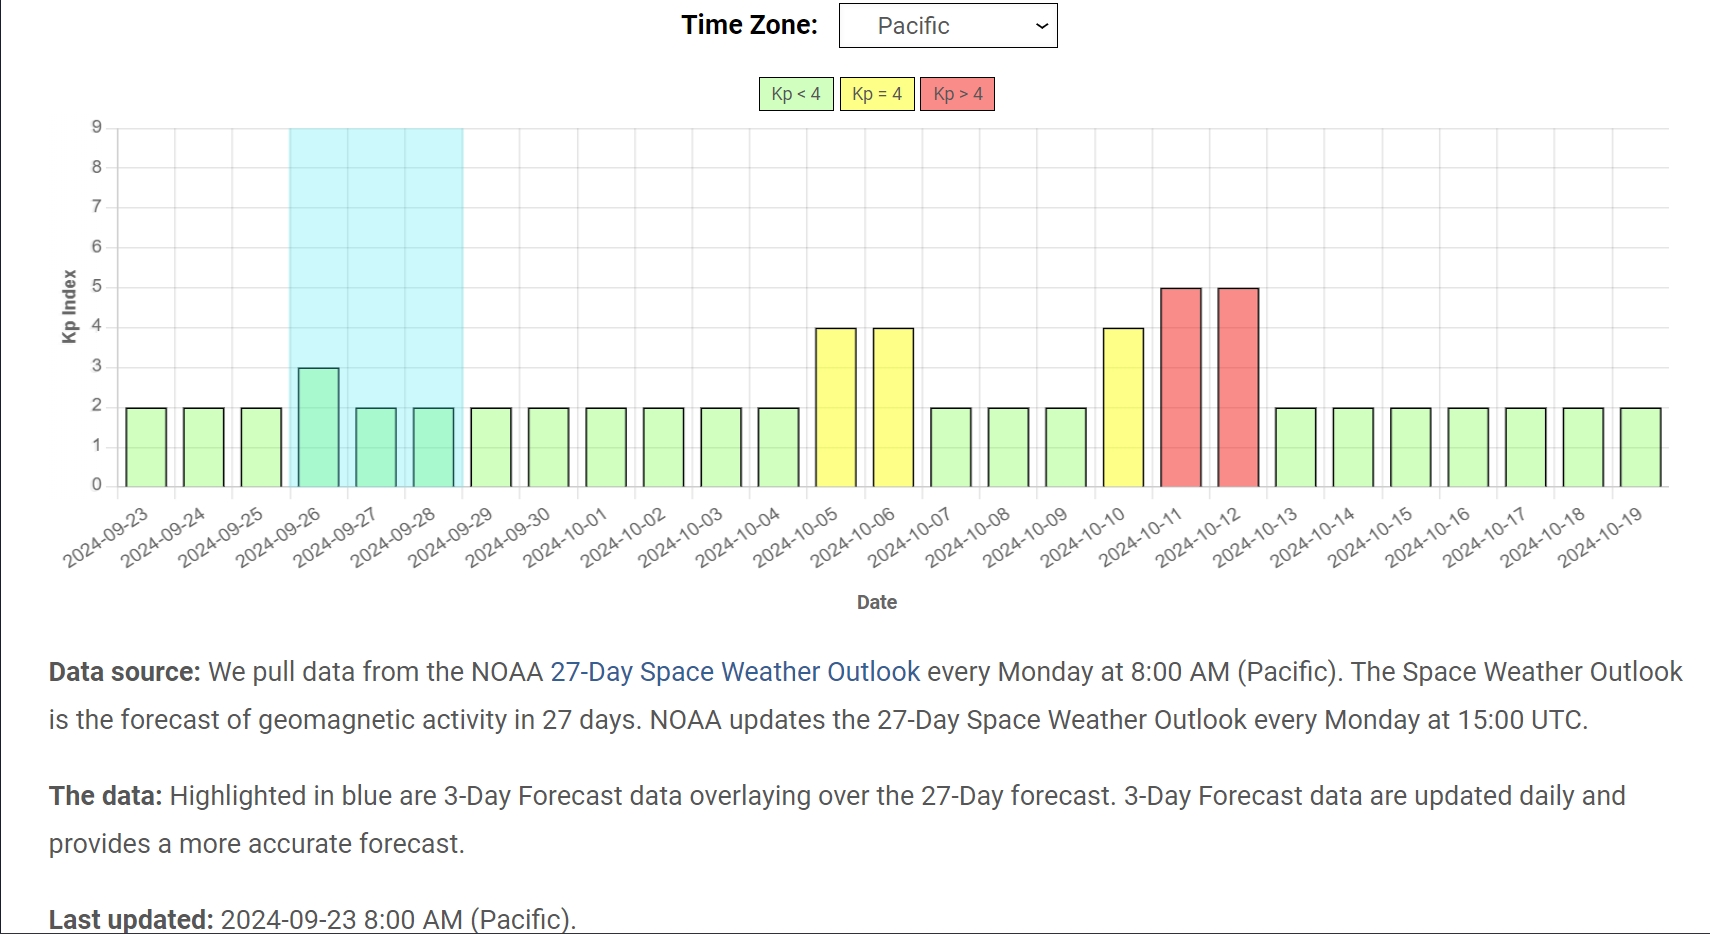 Time Zone: Pacific
Kp < 4 Kp = 4 Kp > 4
9
8
7
6
5
4
3
2
1
0
Kp Index
2024-09-23 2024-09-24 2024-09-25 2024-09-26 2024-09-27 2024-09-28 2024-09-29 2024-09-30 2024-10-01 2024-10-02 2024-10-03 2024-10-04 2024-10-05 2024-10-06 2024-10-07 2024-10-08 2024-10-09 2024-10-10 2024-10-11 2024-10-12 2024-10-13 2024-10-14 2024-10-15 2024-10-16 2024-10-17 2024-10-18 2024-10-19
Date
Data source: We pull data from the NOAA 27-Day Space Weather Outlook every Monday at 8:00 AM (Pacific). The Space Weather Outlook
is the forecast of geomagnetic activity in 27 days. NOAA updates the 27-Day Space Weather Outlook every Monday at 15:00 UTC.
The data: Highlighted in blue are 3-Day Forecast data overlaying over the 27-Day forecast. 3-Day Forecast data are updated daily and
provides a more accurate forecast.
Last updated: 2024-09-23 8:00 AM (Pacific).